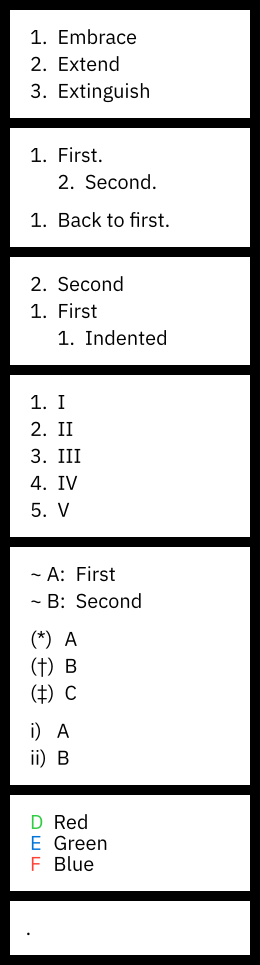 1. Embrace
2. Extend
3. Extinguish
1. First.
2. Second.
1. Back to first.
2. Second
1. First
1. Indented
1. I
2. II
3. III
4. IV
5. V
~ A: First
~ B: Second
(*) A
(†) B
(‡) C
i) A
ii) B
D Red
E Green
F Blue
.